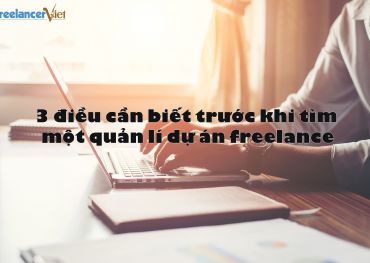 freelancerViet
3 điều cần biết trước khi tìm
một quản lí dự án freelance